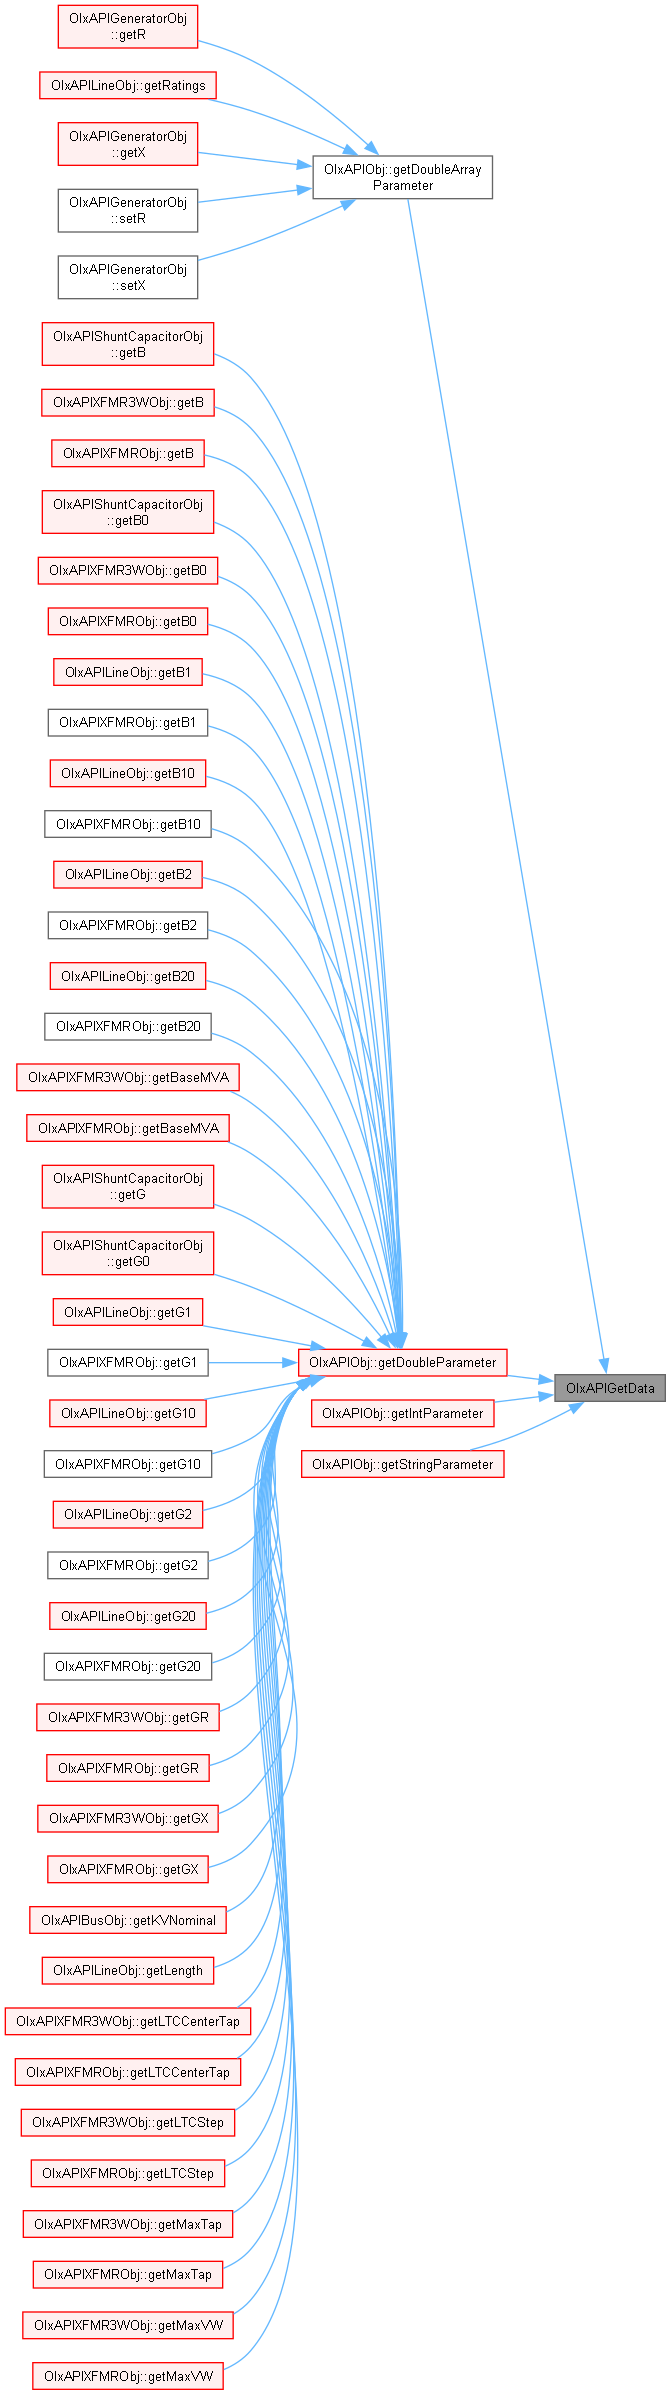 OlxAPIGeneratorObj
::getR
OlxAPILineObj::getRatings
OlxAPIGeneratorObj
::getX
OlxAPIObj::getDoubleArray
Parameter
OlxAPIGeneratorObj
::setR
OlxAPIGeneratorObj
::setX
OlxAPIShuntCapacitorObj
::getB
OlxAPIXFMR3WObj::getB
OlxAPIXFMRObj::getB
OlxAPIShuntCapacitorObj
::getB0
OlxAPIXFMR3WObj::getB0
OlxAPIXFMRObj::getB0
OlxAPILineObj::getB1
OlxAPIXFMRObj::getB1
OlxAPILineObj::getB10
OlxAPIXFMRObj::getB10
OlxAPILineObj::getB2
OlxAPIXFMRObj::getB2
OlxAPILineObj::getB20
OlxAPIXFMRObj::getB20
OlxAPIXFMR3WObj::getBaseMVA
OlxAPIXFMRObj::getBaseMVA
OlxAPIShuntCapacitorObj
::getG
OlxAPIShuntCapacitorObj
::getG0
OlxAPILineObj::getG1
OlxAPIXFMRObj::getG1
OlxAPIObj::getDoubleParameter
OlxAPIGetData
OlxAPILineObj::getG10
OlxAPIObj::getIntParameter
OlxAPIXFMRObj::getG10
OlxAPIObj::getStringParameter
OlxAPILineObj::getG2
OlxAPIXFMRObj::getG2
OlxAPILineObj::getG20
OlxAPIXFMRObj::getG20
OlxAPIXFMR3WObj::getGR
OlxAPIXFMRObj::getGR
OlxAPIXFMR3WObj::getGX
OlxAPIXFMRObj::getGX
OlxAPIBusObj::getKVNominal
OlxAPILineObj::getLength
OlxAPIXFMR3WObj::getLTCCenterTap
OlxAPIXFMRObj::getLTCCenterTap
OlxAPIXFMR3WObj::getLTCStep
OlxAPIXFMRObj::getLTCStep
OlxAPIXFMR3WObj::getMaxTap
OlxAPIXFMRObj::getMaxTap
OlxAPIXFMR3WObj::getMaxVW
OlxAPIXFMRObj::getMaxVW